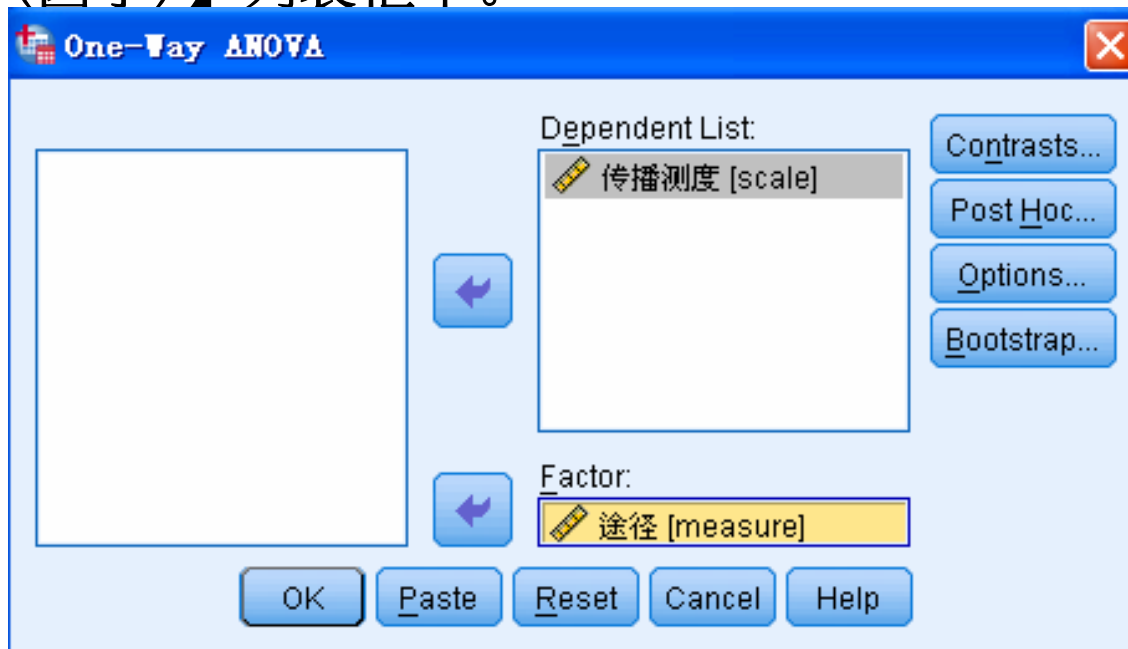 One-Way ANOVA
Dependent List:
传播测度 [scale]
Contrasts...
Post Hoc...
Options...
Bootstrap...
Factor:
途径 [measure]
OK
Paste
Reset
Cancel
Help